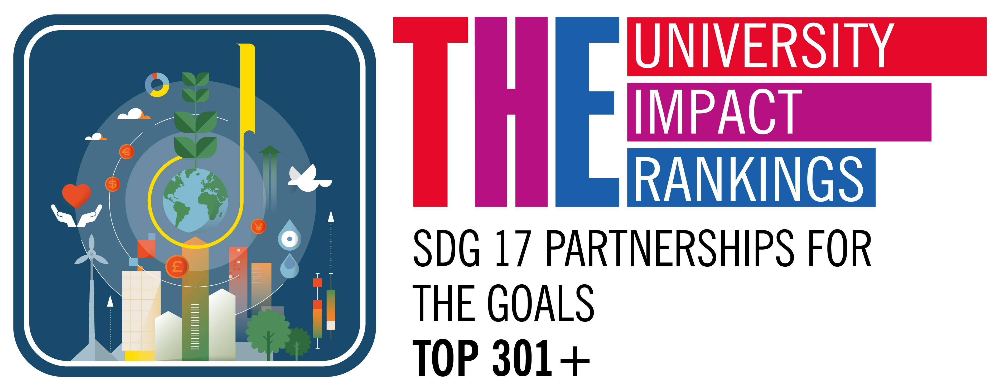 THE
UNIVERSITY
IMPACT
RANKINGS
SDG 17 PARTNERSHIPS FOR
THE GOALS
TOP 301+
€
$
¥
£